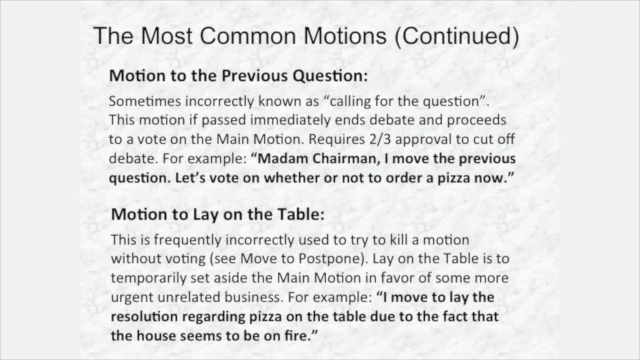 The Most Common Motions (Continued)
Motion to the Previous Question:
Sometimes incorrectly known as “calling for the question”.
This motion if passed immediately ends debate and proceeds
to a vote on the Main Motion. Requires 2/3 approval to cut off
debate. For example: “Madam Chairman, I move the previous
question. Let’s vote on whether or not to order a pizza now.”
Motion to Lay on the Table:
This is frequently incorrectly used to try to kill a motion
without voting (see Move to Postpone). Lay on the Table is to
temporarily set aside the Main Motion in favor of some more
urgent unrelated business. For example: “I move to lay the
resolution regarding pizza on the table due to the fact that
the house seems to be on fire.”